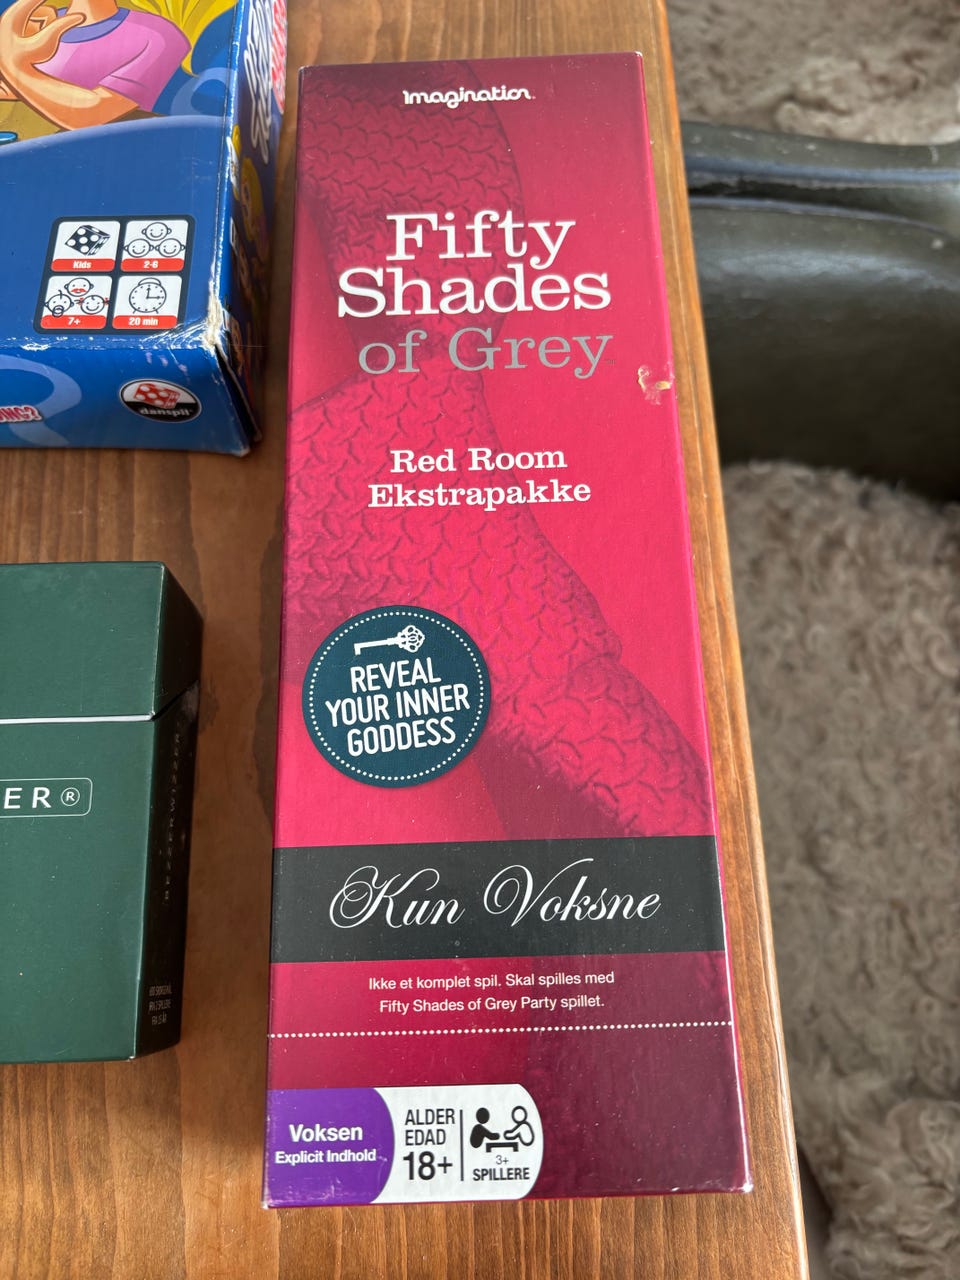 Kids
2-6
7+
20 min
danspil
imagination
Fifty
Shades
of Grey
Red Room
Ekstrapakke
REVEAL
YOUR INNER
GODDESS
Kun Voksne
Ikke et komplet spil. Skal spilles med
Fifty Shades of Grey Party spillet.
Voksen
Explicit Indhold
ALDER
EDAD
18+
3+
SPILLERE
ER®
BEZZERWIZZER